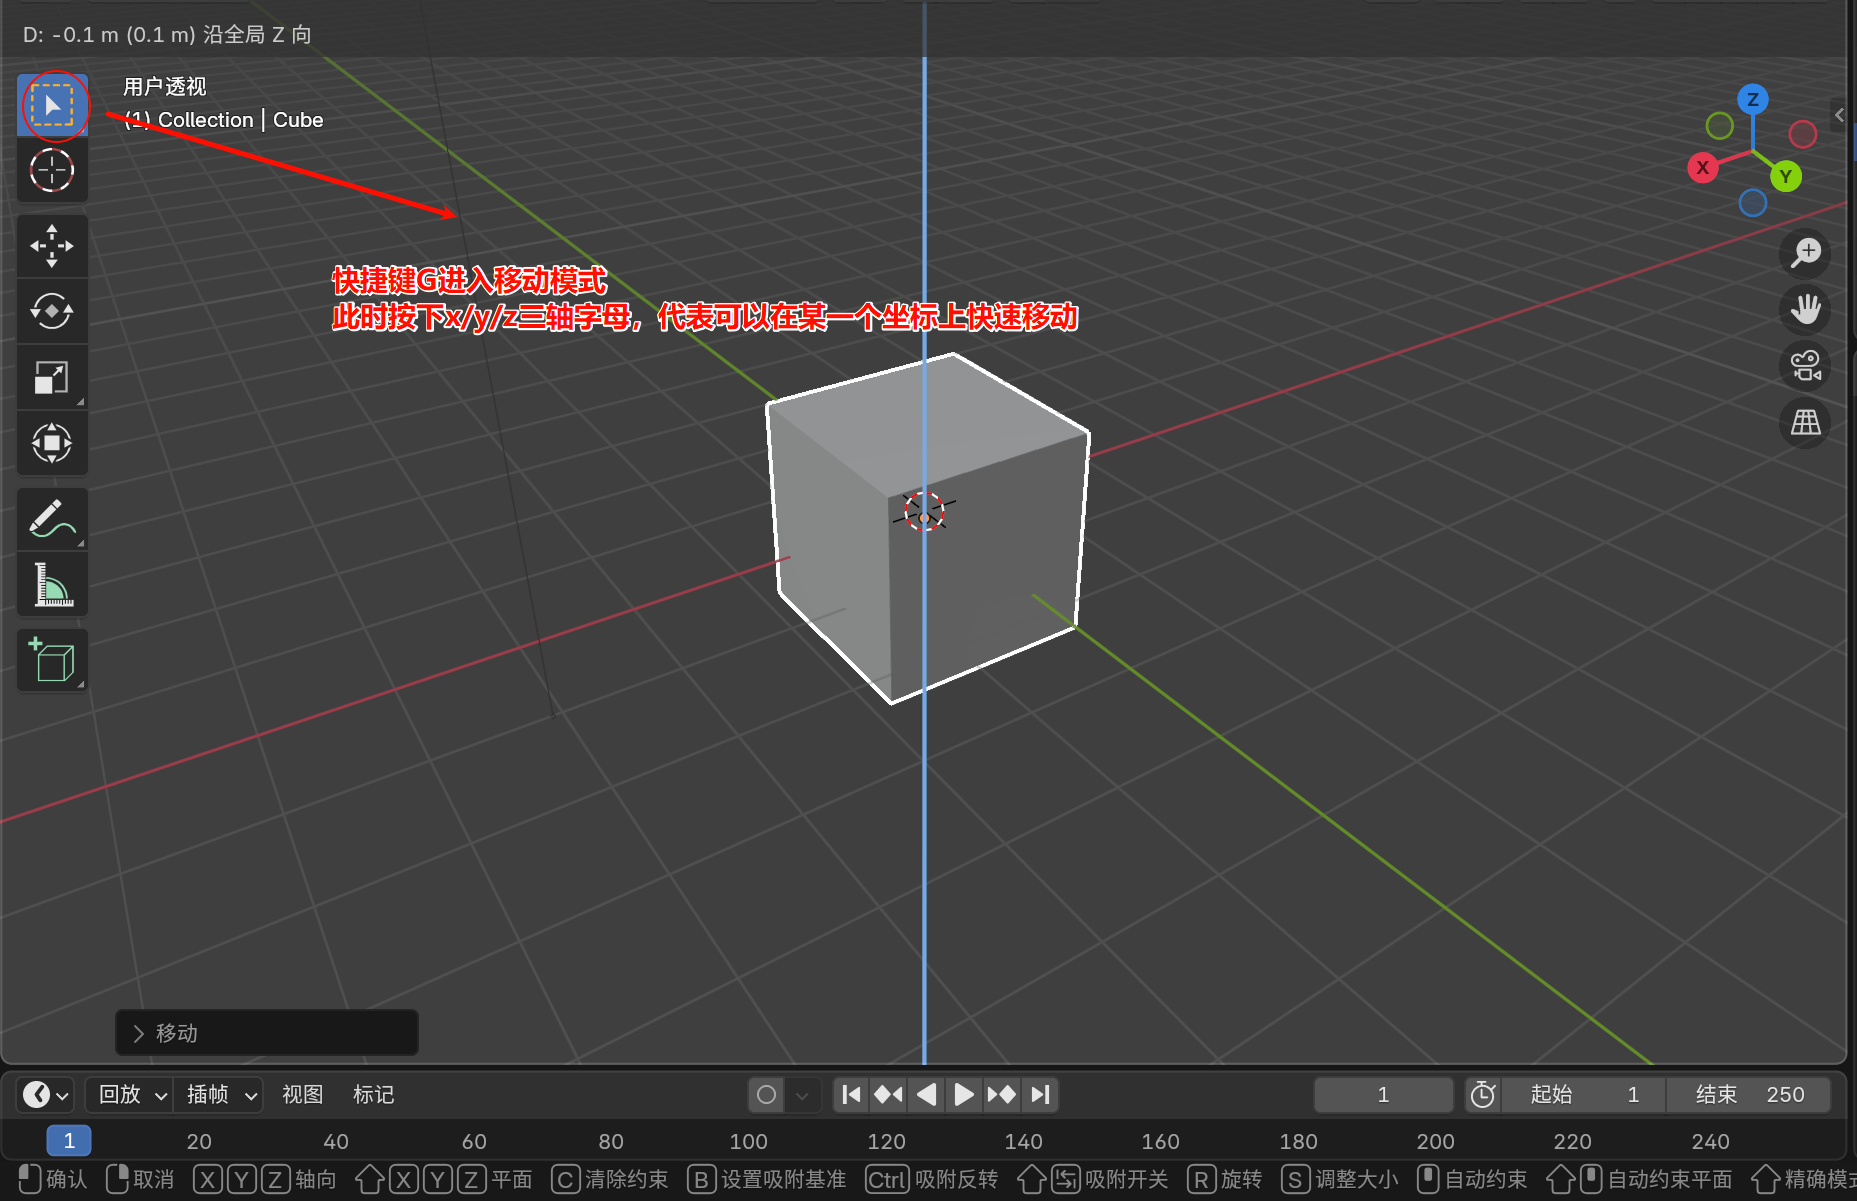 D: -0.1 m (0.1 m) 沿全局 Z 向
用户透视
(1) Collection | Cube
Z
X
Y
快捷键G进入移动模式
此时按下x/y/z三轴字母，代表可以在某一个坐标上快速移动
移动
回放 插帧 视图 标记 1 起始 1 结束 250
1 20 40 60 80 100 120 140 160 180 200 220 240
确认 取消 X Y Z 轴向 X Y Z 平面 C 清除约束 B 设置吸附基准 Ctrl 吸附反转 吸附开关 R 旋转 S 调整大小 自动约束 自动约束平面 精确模